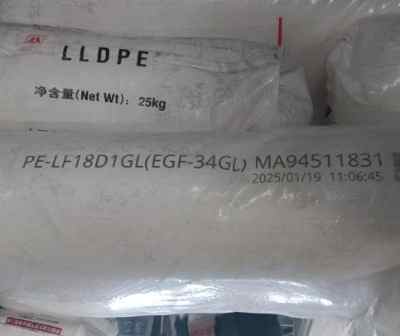 LLDPE
净含量(Net Wt): 25kg
PE-LF18D1GL(EGF-34GL) MA94511831
2025/01/19 11:06:45